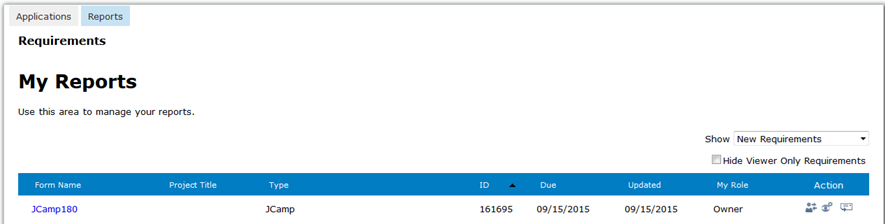 Applications Reports
Requirements
My Reports
Use this area to manage your reports.
Show New Requirements
Hide Viewer Only Requirements
Form Name Project Title Type ID Due Updated My Role Action
JCamp180 JCamp 161695 09/15/2015 09/15/2015 Owner